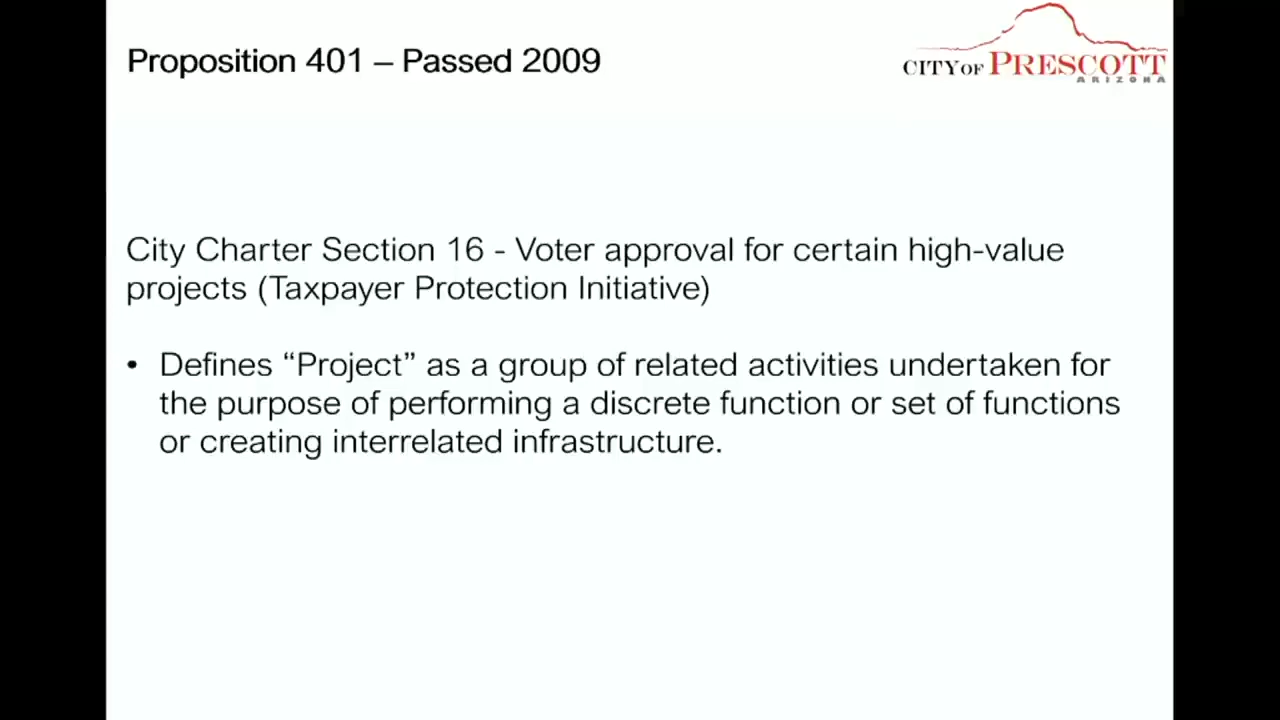 Proposition 401 – Passed 2009
CITY OF PRESCOTT
ARIZONA
City Charter Section 16 - Voter approval for certain high-value
projects (Taxpayer Protection Initiative)
• Defines “Project” as a group of related activities undertaken for
the purpose of performing a discrete function or set of functions
or creating interrelated infrastructure.